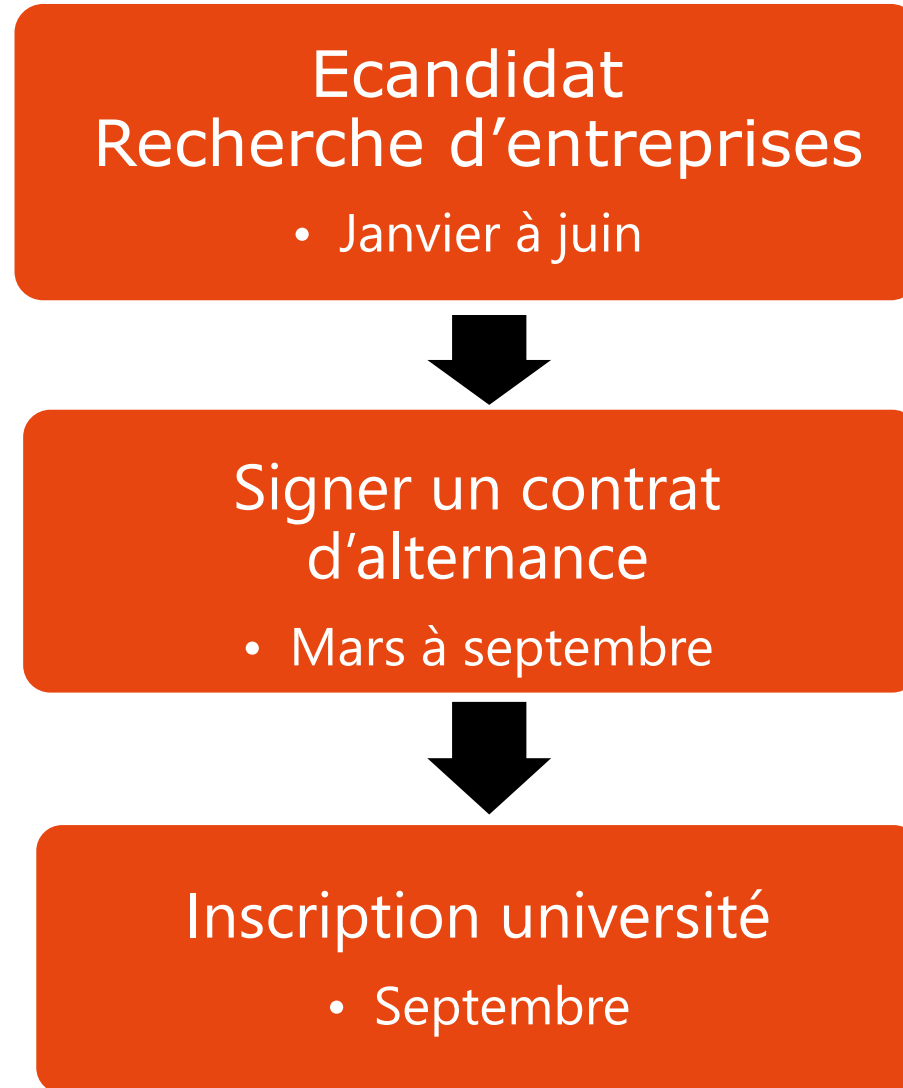 Ecandidat
Recherche d’entreprises
• Janvier à juin
Signer un contrat
d’alternance
• Mars à septembre
Inscription université
• Septembre